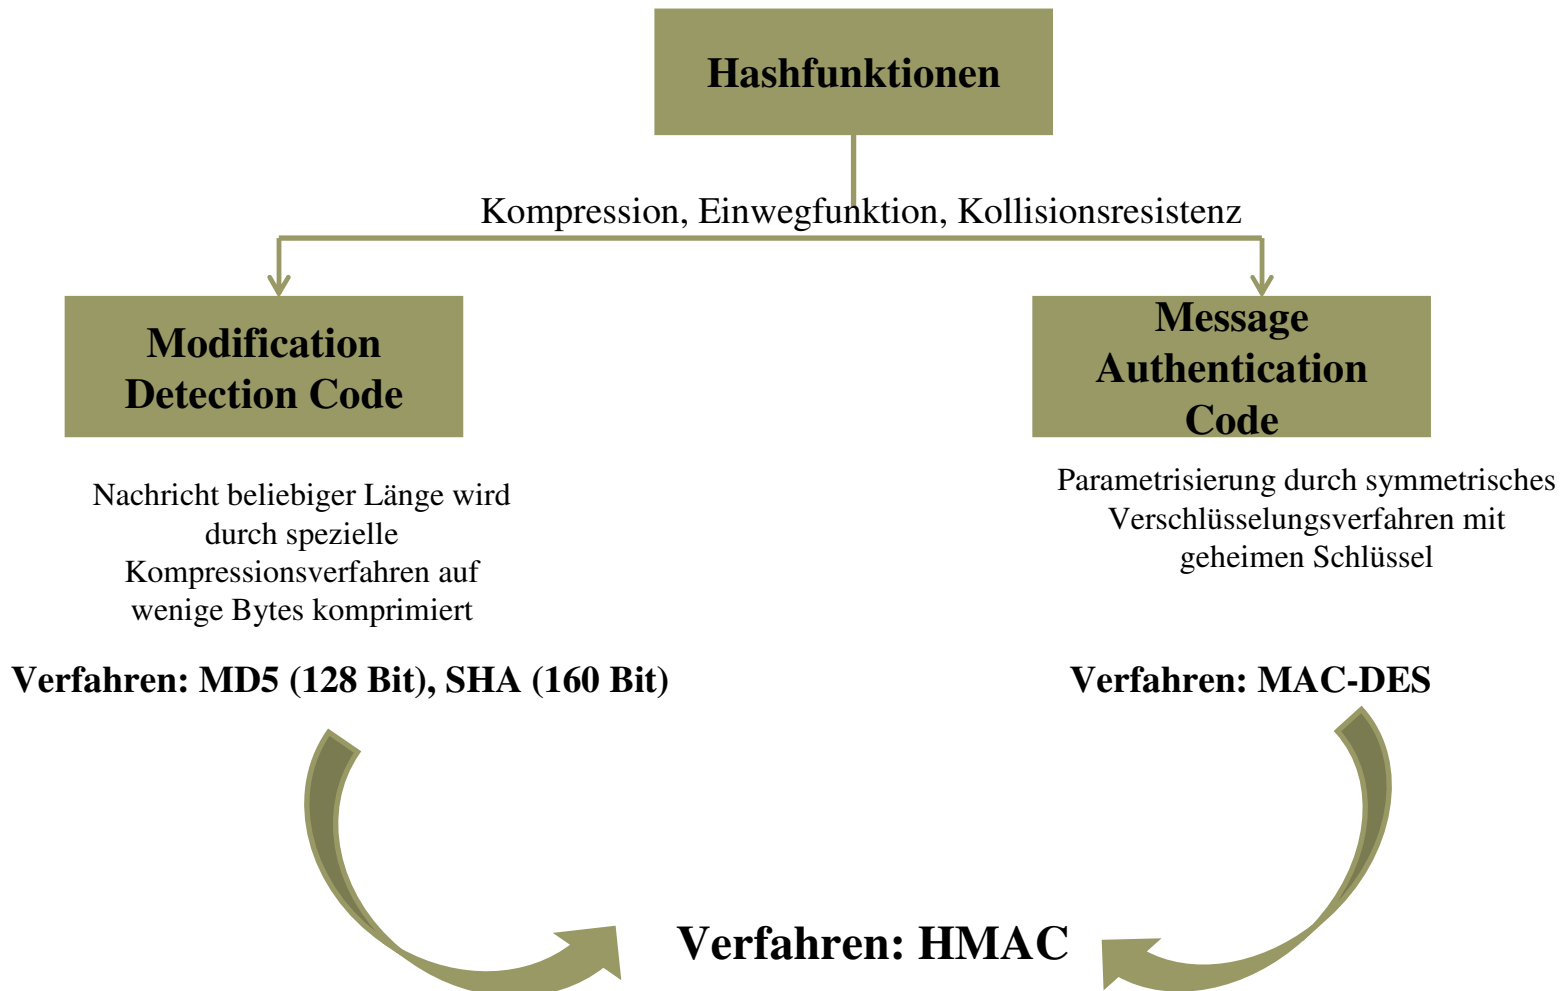 Hashfunktionen
Kompression, Einwegfunktion, Kollisionsresistenz
Modification
Detection Code
Message
Authentication
Code
Nachricht beliebiger Länge wird
durch spezielle
Kompressionsverfahren auf
wenige Bytes komprimiert
Parametrisierung durch symmetrisches
Verschlüsselungsverfahren mit
geheimen Schlüssel
Verfahren: MD5 (128 Bit), SHA (160 Bit)
Verfahren: MAC-DES
Verfahren: HMAC